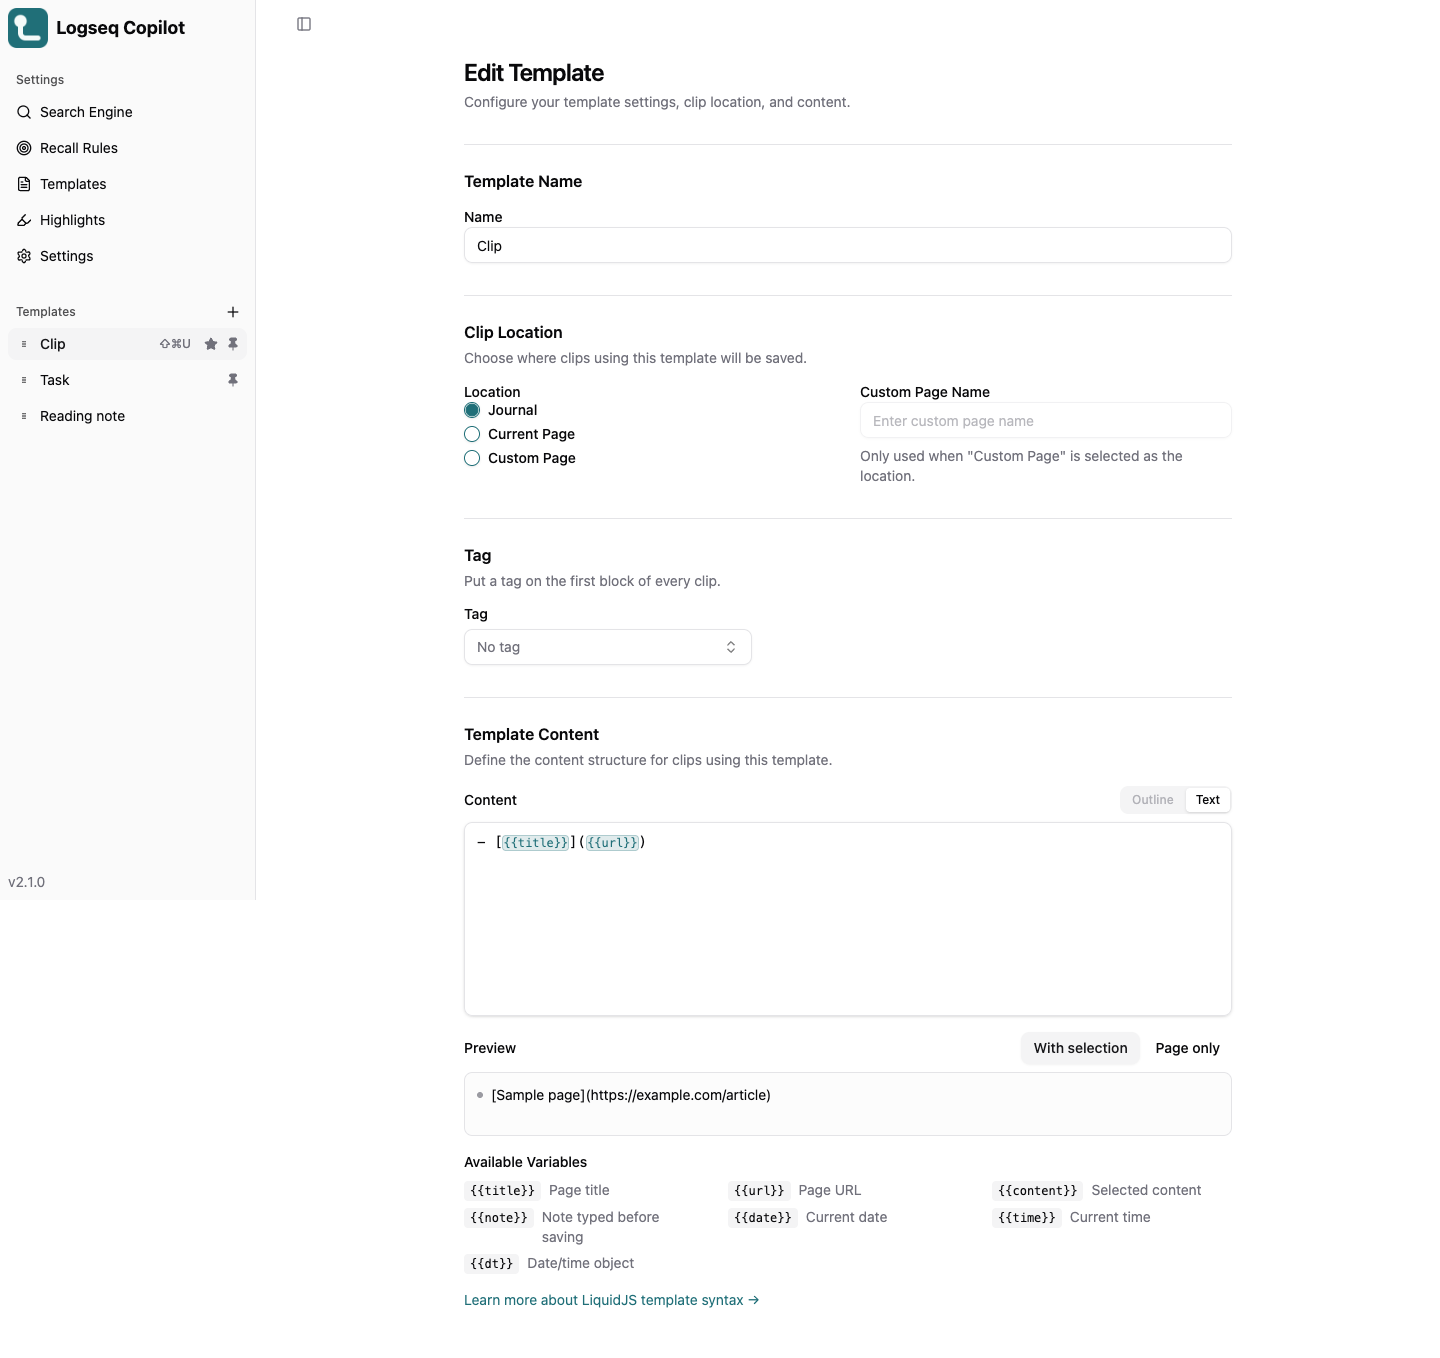 Logseq Copilot
Settings
Search Engine
Recall Rules
Templates
Highlights
Settings
Templates
Clip ⇧⌘U
Task
Reading note
v2.1.0
Edit Template
Configure your template settings, clip location, and content.
Template Name
Name
Clip
Clip Location
Choose where clips using this template will be saved.
Location
Journal
Current Page
Custom Page
Custom Page Name
Enter custom page name
Only used when "Custom Page" is selected as the
location.
Tag
Put a tag on the first block of every clip.
Tag
No tag
Template Content
Define the content structure for clips using this template.
Content
Outline Text
– [{{title}}]({{url}})
Preview
With selection Page only
[Sample page](https://example.com/article)
Available Variables
{{title}} Page title
{{url}} Page URL
{{content}} Selected content
{{note}} Note typed before
saving
{{date}} Current date
{{time}} Current time
{{dt}} Date/time object
Learn more about LiquidJS template syntax →